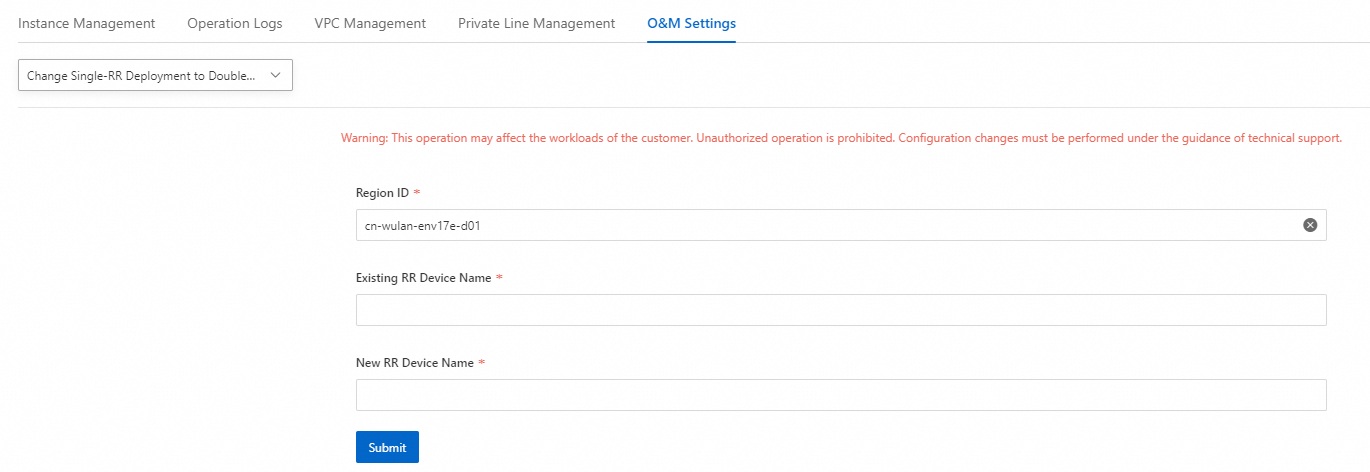 Instance Management Operation Logs VPC Management Private Line Management O&M Settings
Change Single-RR Deployment to Double...
Warning: This operation may affect the workloads of the customer. Unauthorized operation is prohibited. Configuration changes must be performed under the guidance of technical support.
Region ID *
cn-wulan-env17e-d01
Existing RR Device Name *
New RR Device Name *
Submit